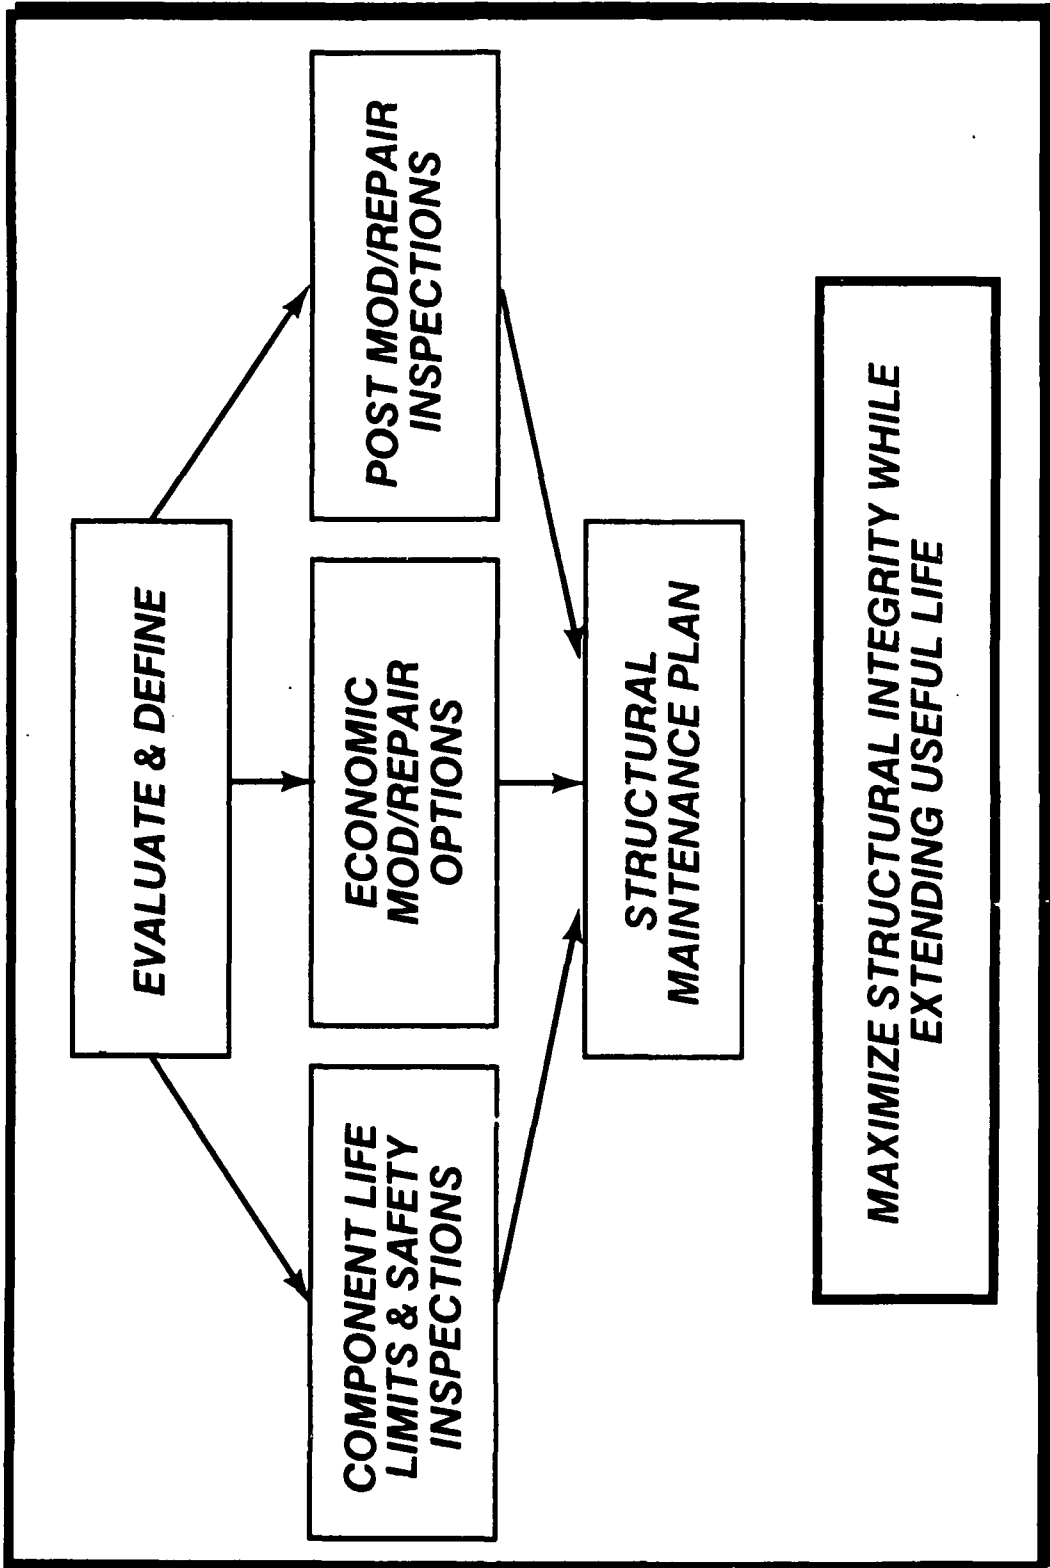 EVALUATE & DEFINE
COMPONENT LIFE
LIMITS & SAFETY
INSPECTIONS
ECONOMIC
MOD/REPAIR
OPTIONS
POST MOD/REPAIR
INSPECTIONS
STRUCTURAL
MAINTENANCE PLAN
MAXIMIZE STRUCTURAL INTEGRITY WHILE
EXTENDING USEFUL LIFE